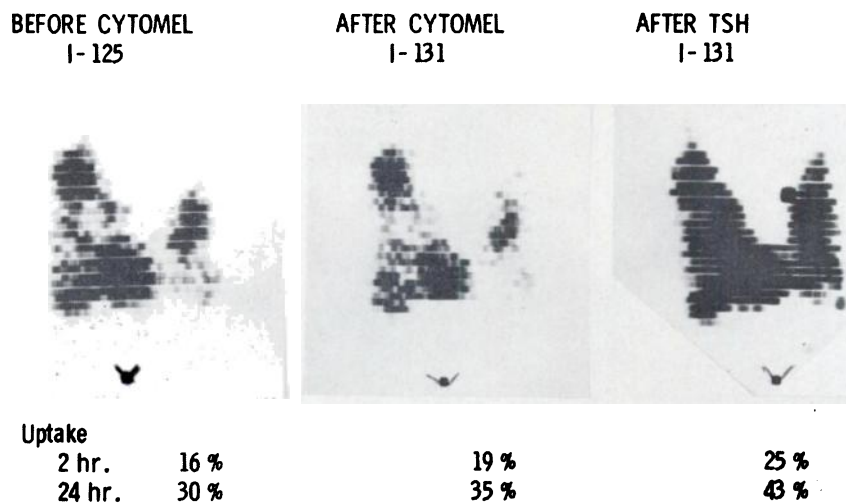 BEFORE CYTOMEL
I-125
AFTER CYTOMEL
I-131
AFTER TSH
I-131
Uptake
2 hr. 16 % 19 % 25 %
24 hr. 30 % 35 % 43 %